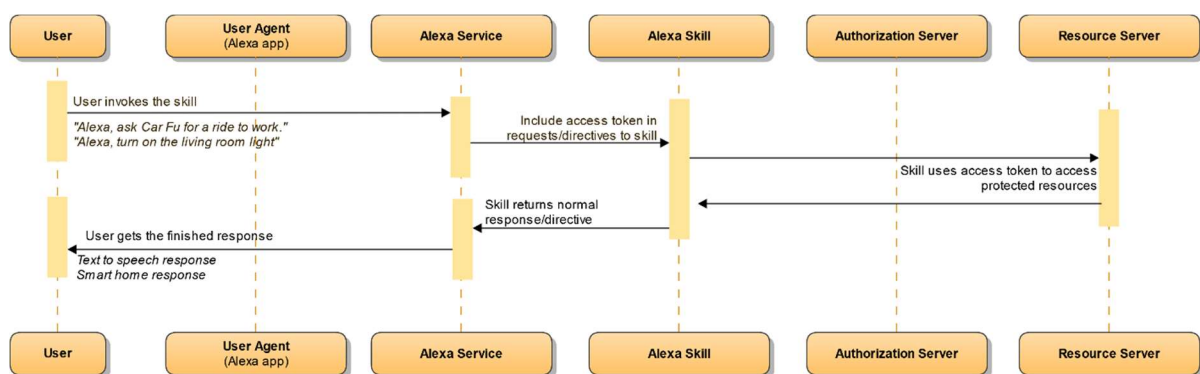 User
User Agent
(Alexa app)
Alexa Service
Alexa Skill
Authorization Server
Resource Server
User invokes the skill
"Alexa, ask Car Fu for a ride to work."
"Alexa, turn on the living room light"
Include access token in
requests/directives to skill
Skill uses access token to access
protected resources
Skill returns normal
response/directive
User gets the finished response
Text to speech response
Smart home response
User
User Agent
(Alexa app)
Alexa Service
Alexa Skill
Authorization Server
Resource Server